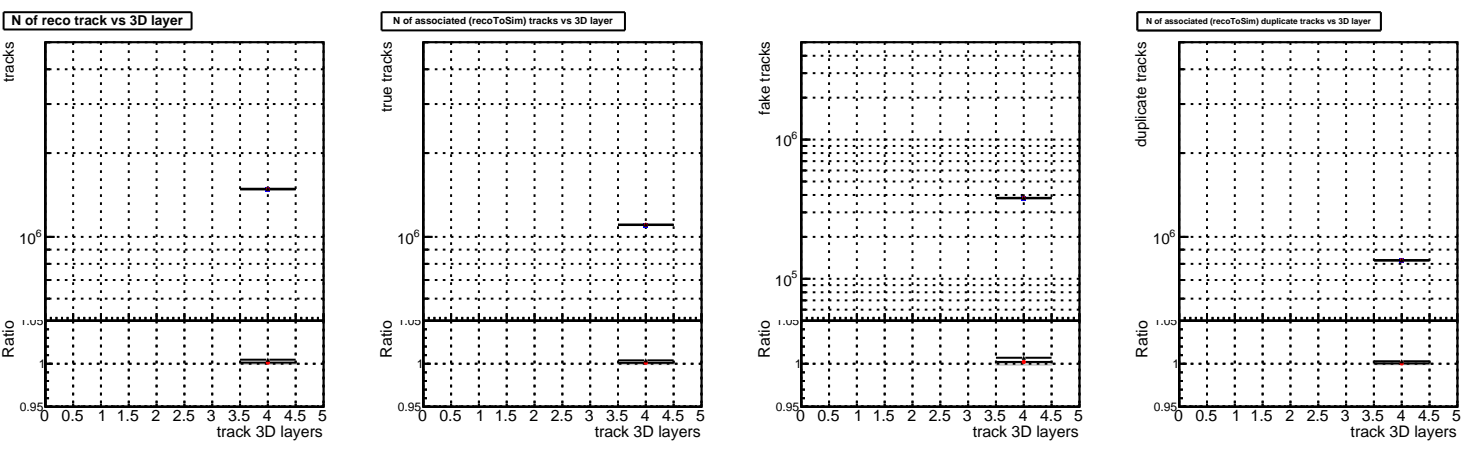 N of reco track vs 3D layer
tracks
10^6
Ratio
1.05
1
0.95
0 0.5 1 1.5 2 2.5 3 3.5 4 4.5 5
track 3D layers
N of associated (recoToSim) tracks vs 3D layer
true tracks
10^6
Ratio
1.05
1
0.95
0 0.5 1 1.5 2 2.5 3 3.5 4 4.5 5
track 3D layers
fake tracks
10^6
10^5
Ratio
1.05
1
0.95
0 0.5 1 1.5 2 2.5 3 3.5 4 4.5 5
track 3D layers
N of associated (recoToSim) duplicate tracks vs 3D layer
duplicate tracks
10^6
Ratio
1.05
1
0.95
0 0.5 1 1.5 2 2.5 3 3.5 4 4.5 5
track 3D layers